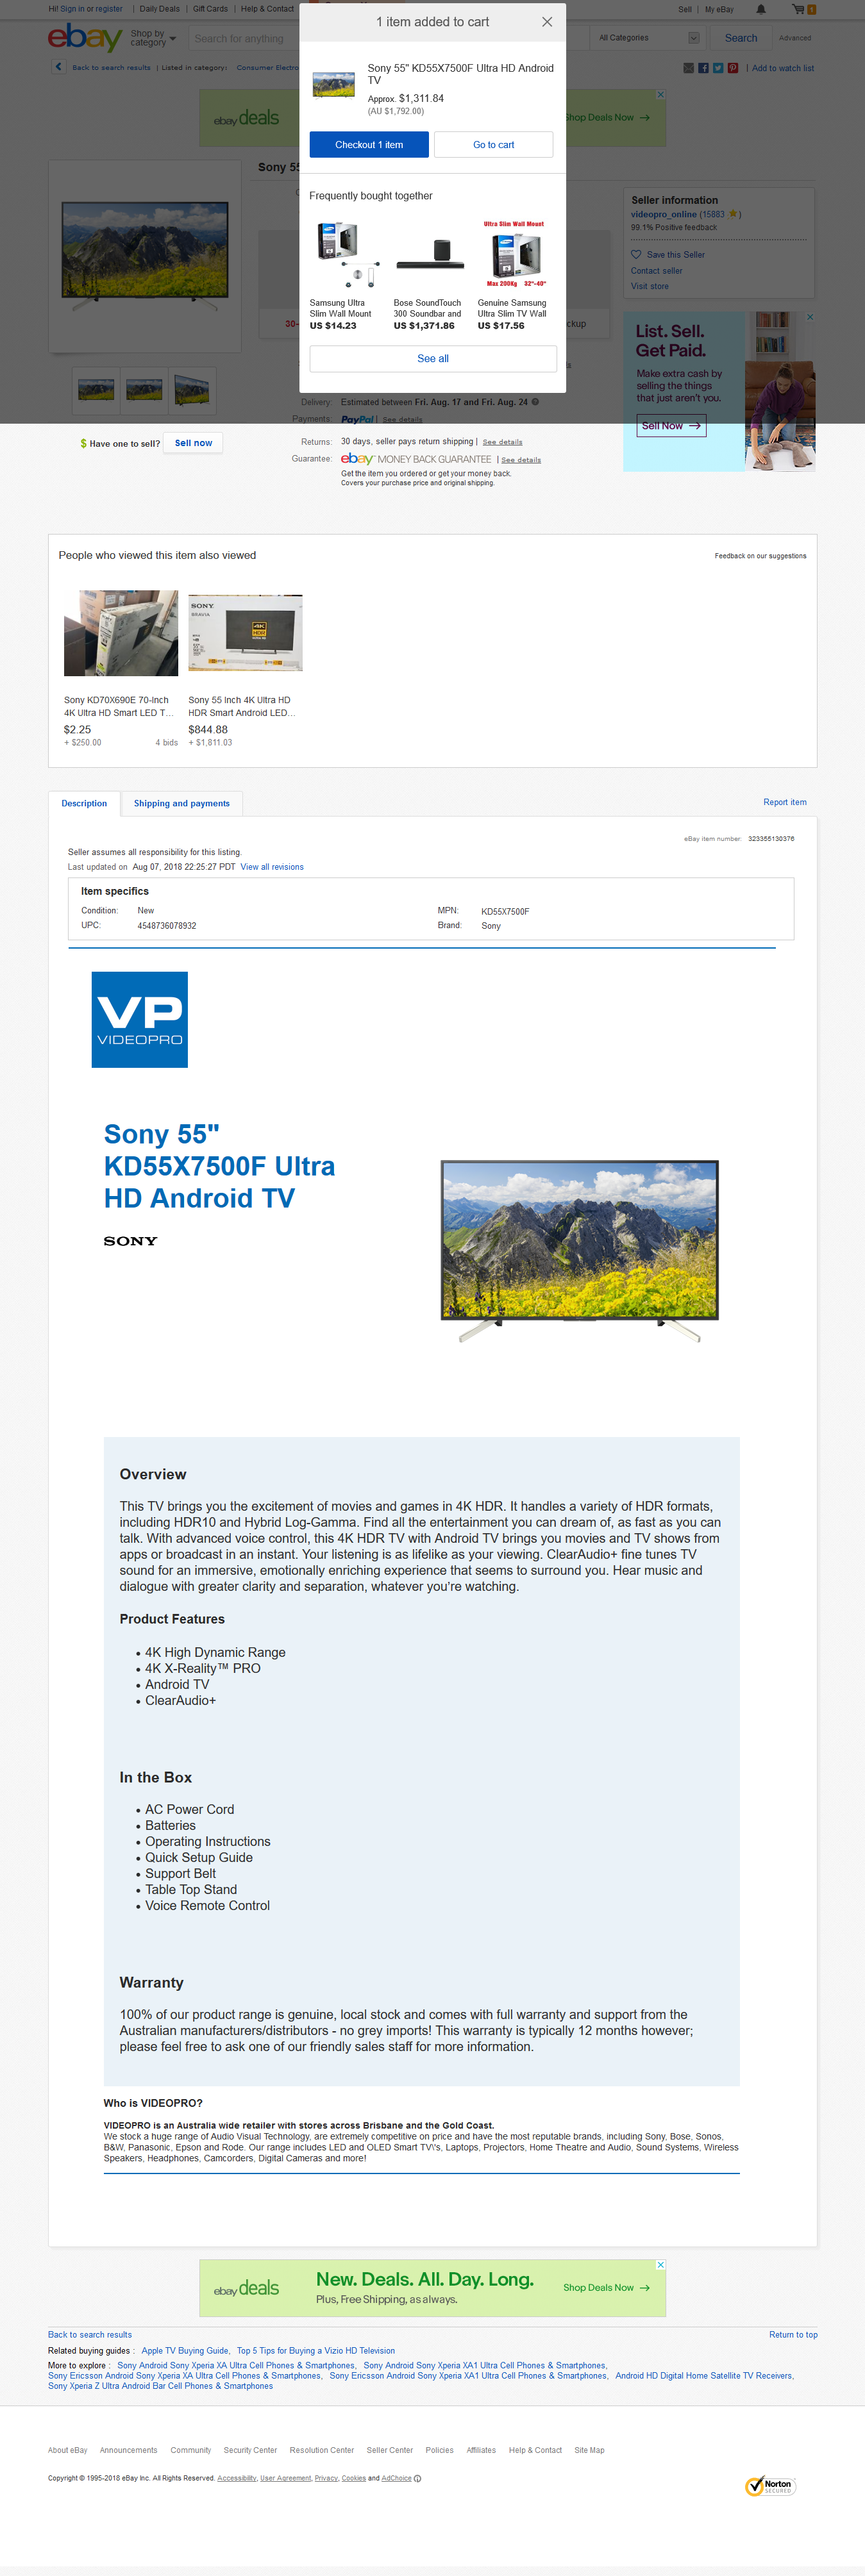 Hi! Sign in or register | Daily Deals | Gift Cards | Help & Contact
Sell | My eBay
1
ebay
Shop by category
Search for anything
All Categories
Search
Advanced
Back to search results | Listed in category: Consumer Electro
| Add to watch list
1 item added to cart
Sony 55" KD55X7500F Ultra HD Android
TV
Approx. $1,311.84
(AU $1,792.00)
Checkout 1 item
Go to cart
Frequently bought together
Ultra Slim Wall Mount
Max 200Kg 32"-40"
Samsung Ultra
Slim Wall Mount
US $14.23
Bose SoundTouch
300 Soundbar and
US $1,371.86
Genuine Samsung
Ultra Slim TV Wall
US $17.56
See all
ebay deals
Shop Deals Now
Sony 55
30-
ckup
Seller information
videopro_online (15883 )
99.1% Positive feedback
Save this Seller
Contact seller
Visit store
List. Sell.
Get Paid.
Make extra cash by
selling the things
that just aren't you.
Sell Now
Delivery: Estimated between Fri. Aug. 17 and Fri. Aug. 24
Payments: PayPal | See details
Returns: 30 days, seller pays return shipping | See details
Guarantee: ebay MONEY BACK GUARANTEE | See details
Get the item you ordered or get your money back.
Covers your purchase price and original shipping.
Have one to sell? Sell now
People who viewed this item also viewed
Feedback on our suggestions
SONY
BRAVIA
4K
HDR
Sony KD70X690E 70-Inch
4K Ultra HD Smart LED T...
$2.25
+ $250.00 4 bids
Sony 55 Inch 4K Ultra HD
HDR Smart Android LED...
$844.88
+ $1,811.03
Description
Shipping and payments
Report item
eBay item number: 323355130376
Seller assumes all responsibility for this listing.
Last updated on Aug 07, 2018 22:25:27 PDT View all revisions
Item specifics
Condition: New
MPN: KD55X7500F
UPC: 4548736078932
Brand: Sony
VP
VIDEOPRO
Sony 55"
KD55X7500F Ultra
HD Android TV
SONY
Overview
This TV brings you the excitement of movies and games in 4K HDR. It handles a variety of HDR formats,
including HDR10 and Hybrid Log-Gamma. Find all the entertainment you can dream of, as fast as you can
talk. With advanced voice control, this 4K HDR TV with Android TV brings you movies and TV shows from
apps or broadcast in an instant. Your listening is as lifelike as your viewing. ClearAudio+ fine tunes TV
sound for an immersive, emotionally enriching experience that seems to surround you. Hear music and
dialogue with greater clarity and separation, whatever you're watching.
Product Features
• 4K High Dynamic Range
• 4K X-Reality™ PRO
• Android TV
• ClearAudio+
In the Box
• AC Power Cord
• Batteries
• Operating Instructions
• Quick Setup Guide
• Support Belt
• Table Top Stand
• Voice Remote Control
Warranty
100% of our product range is genuine, local stock and comes with full warranty and support from the
Australian manufacturers/distributors - no grey imports! This warranty is typically 12 months however;
please feel free to ask one of our friendly sales staff for more information.
Who is VIDEOPRO?
VIDEOPRO is an Australia wide retailer with stores across Brisbane and the Gold Coast.
We stock a huge range of Audio Visual Technology, are extremely competitive on price and have the most reputable brands, including Sony, Bose, Sonos,
B&W, Panasonic, Epson and Rode. Our range includes LED and OLED Smart TV\'s, Laptops, Projectors, Home Theatre and Audio, Sound Systems, Wireless
Speakers, Headphones, Camcorders, Digital Cameras and more!
ebay deals
New. Deals. All. Day. Long.
Plus, Free Shipping, as always.
Shop Deals Now
Back to search results
Return to top
Related buying guides : Apple TV Buying Guide, Top 5 Tips for Buying a Vizio HD Television
More to explore : Sony Android Sony Xperia XA Ultra Cell Phones & Smartphones, Sony Android Sony Xperia XA1 Ultra Cell Phones & Smartphones,
Sony Ericsson Android Sony Xperia XA Ultra Cell Phones & Smartphones, Sony Ericsson Android Sony Xperia XA1 Ultra Cell Phones & Smartphones, Android HD Digital Home Satellite TV Receivers,
Sony Xperia Z Ultra Android Bar Cell Phones & Smartphones
About eBay Announcements Community Security Center Resolution Center Seller Center Policies Affiliates Help & Contact Site Map
Copyright © 1995-2018 eBay Inc. All Rights Reserved. Accessibility, User Agreement, Privacy, Cookies and AdChoice
Norton
SECURED